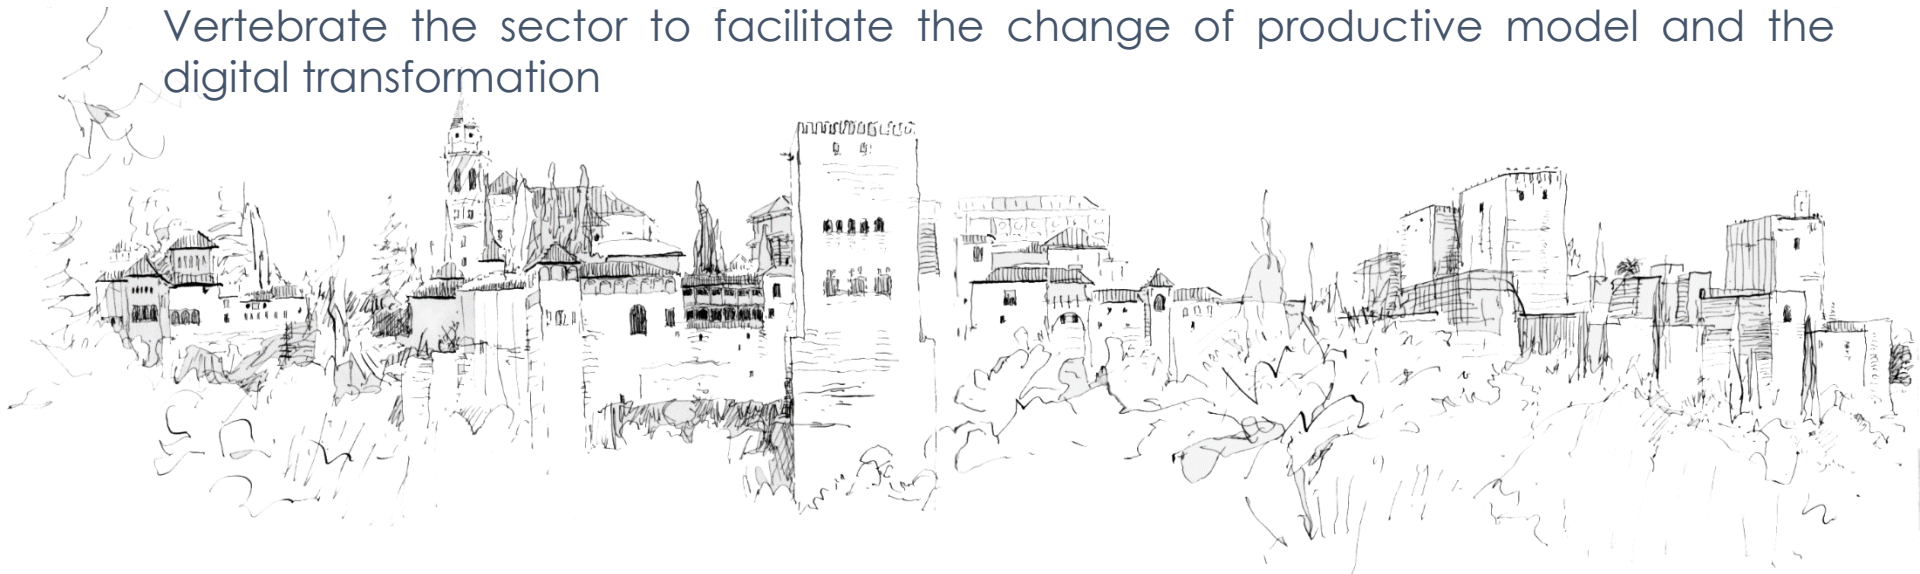 Vertebrate the sector to facilitate the change of productive model and the
digital transformation